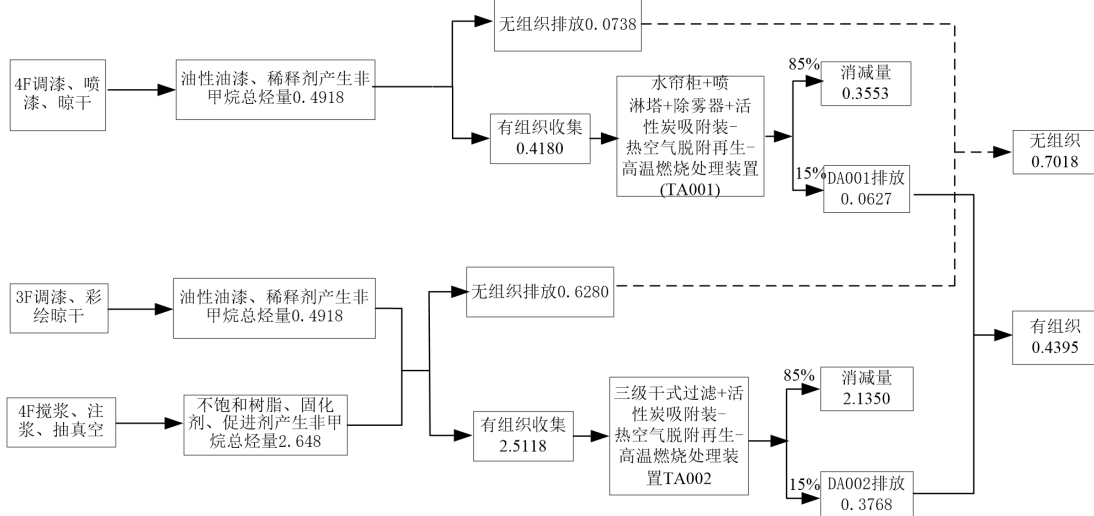 无组织排放0.0738
4F调漆、喷
漆、晾干
油性油漆、稀释剂产生非
甲烷总烃量0.4918
有组织收集
0.4180
水帘柜+喷
淋塔+除雾器+活
性炭吸附装-
热空气脱附再生-
高温燃烧处理装置
(TA001)
85%
消减量
0.3553
15%
DA001排放
0.0627
无组织
0.7018
3F调漆、彩
绘晾干
油性油漆、稀释剂产生非
甲烷总烃量0.4918
无组织排放0.6280
有组织
0.4395
4F搅浆、注
浆、抽真空
不饱和树脂、固化
剂、促进剂产生非甲
烷总烃量2.648
有组织收集
2.5118
三级干式过滤+活
性炭吸附装-
热空气脱附再生-
高温燃烧处理装
置TA002
85%
消减量
2.1350
15%
DA002排放
0.3768